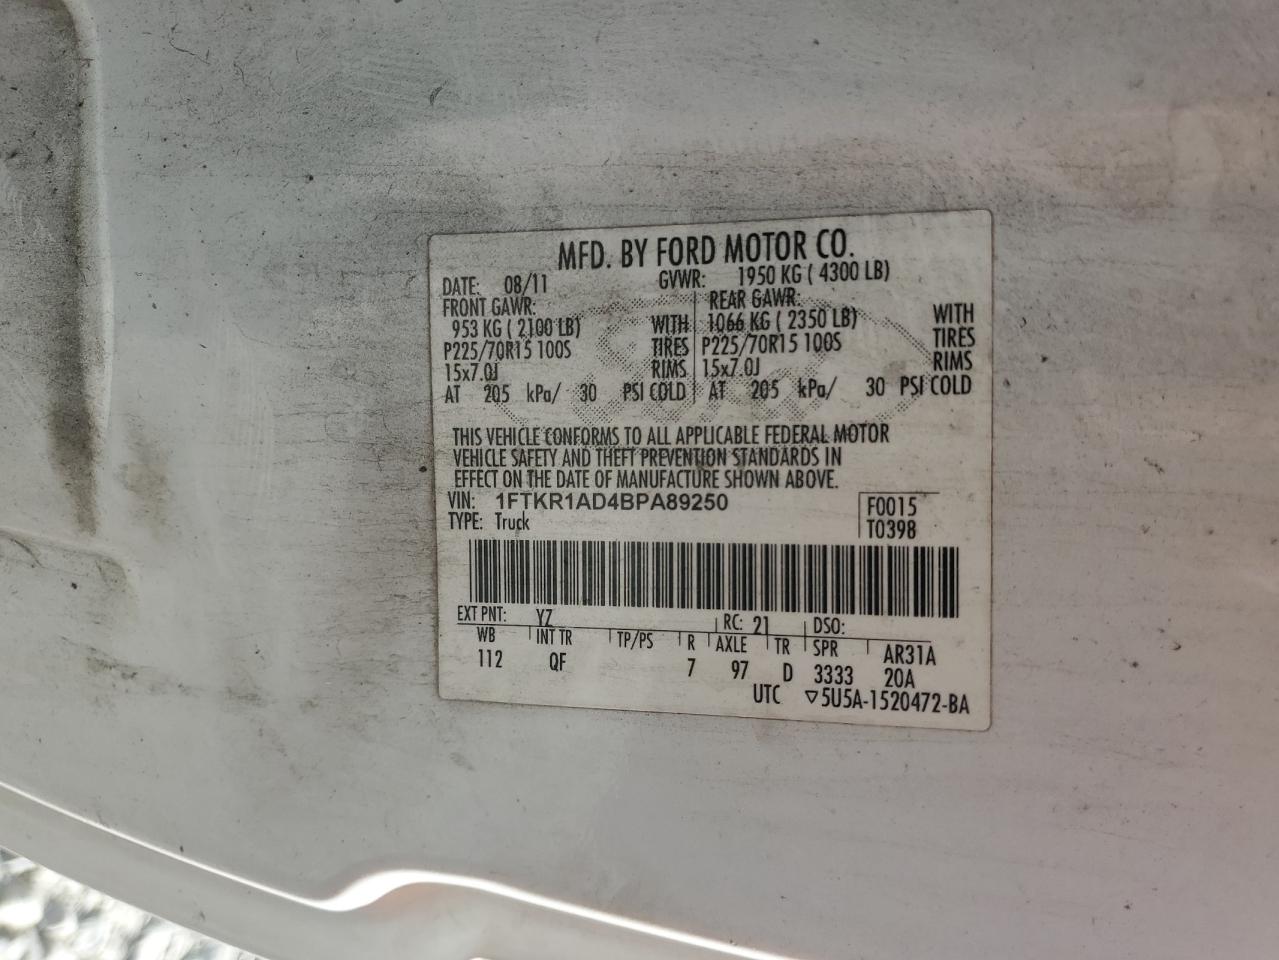 MFD. BY FORD MOTOR CO.
DATE: 08/11 GVWR: 1950 KG ( 4300 LB)
FRONT GAWR: REAR GAWR:
953 KG ( 2100 LB) WITH 1066 KG ( 2350 LB) WITH
P225/70R15 100S TIRES P225/70R15 100S TIRES
15x7.0J RIMS 15x7.0J RIMS
AT 205 kPa/ 30 PSI COLD AT 205 kPa/ 30 PSI COLD
THIS VEHICLE CONFORMS TO ALL APPLICABLE FEDERAL MOTOR
VEHICLE SAFETY AND THEFT PREVENTION STANDARDS IN
EFFECT ON THE DATE OF MANUFACTURE SHOWN ABOVE.
VIN: 1FTKR1AD4BPA89250 F0015
TYPE: Truck T0398
EXT PNT: YZ RC: 21 DSO:
WB INT TR TP/PS R AXLE TR SPR AR31A
112 QF 7 97 D 3333 20A
UTC ▽5U5A-1520472-BA